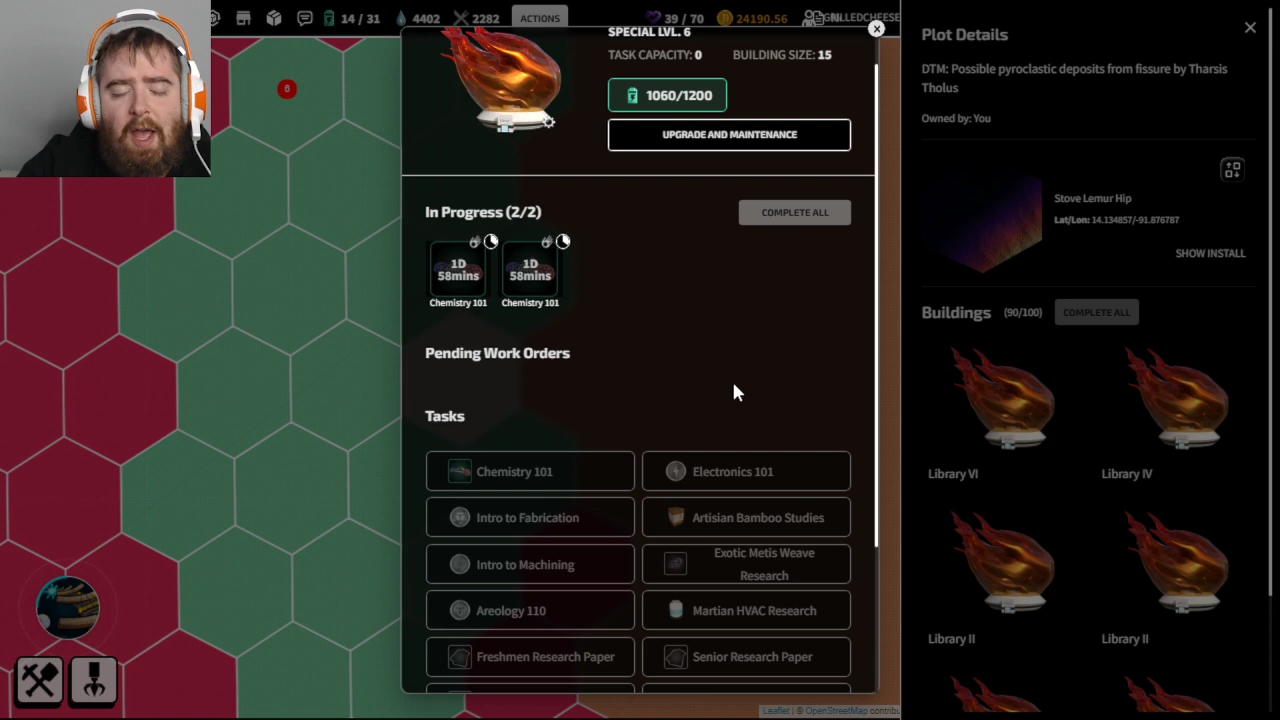 14 / 31
4402
2282
ACTIONS
39 / 70
24190.56
GRILLEDCHEESE
6
SPECIAL LVL. 6
TASK CAPACITY: 0
BUILDING SIZE: 15
1060/1200
UPGRADE AND MAINTENANCE
In Progress (2/2)
COMPLETE ALL
1D
58mins
Chemistry 101
1D
58mins
Chemistry 101
Pending Work Orders
Tasks
Chemistry 101
Electronics 101
Intro to Fabrication
Artisian Bamboo Studies
Intro to Machining
Exotic Metis Weave
Research
Areology 110
Martian HVAC Research
Freshmen Research Paper
Senior Research Paper
Plot Details
DTM: Possible pyroclastic deposits from fissure by Tharsis
Tholus
Owned by: You
Stove Lemur Hip
Lat/Lon: 14.134857/-91.876787
SHOW INSTALL
Buildings (90/100)
COMPLETE ALL
Library VI
Library IV
Library II
Library II
Leaflet | © OpenStreetMap contribu